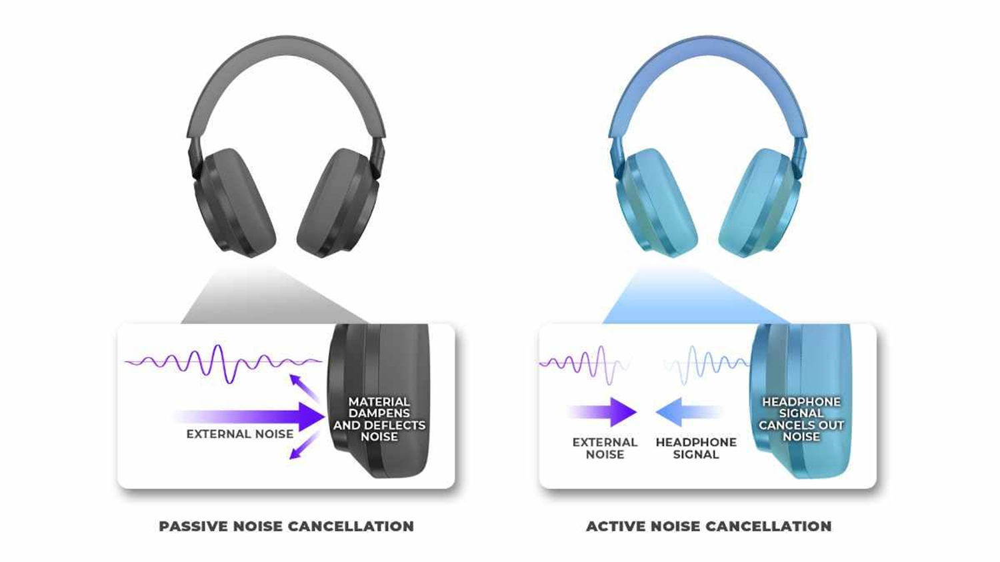 EXTERNAL NOISE
MATERIAL
DAMPENS
AND DEFLECTS
NOISE
PASSIVE NOISE CANCELLATION
EXTERNAL
NOISE
HEADPHONE
SIGNAL
HEADPHONE
SIGNAL
CANCELS OUT
NOISE
ACTIVE NOISE CANCELLATION